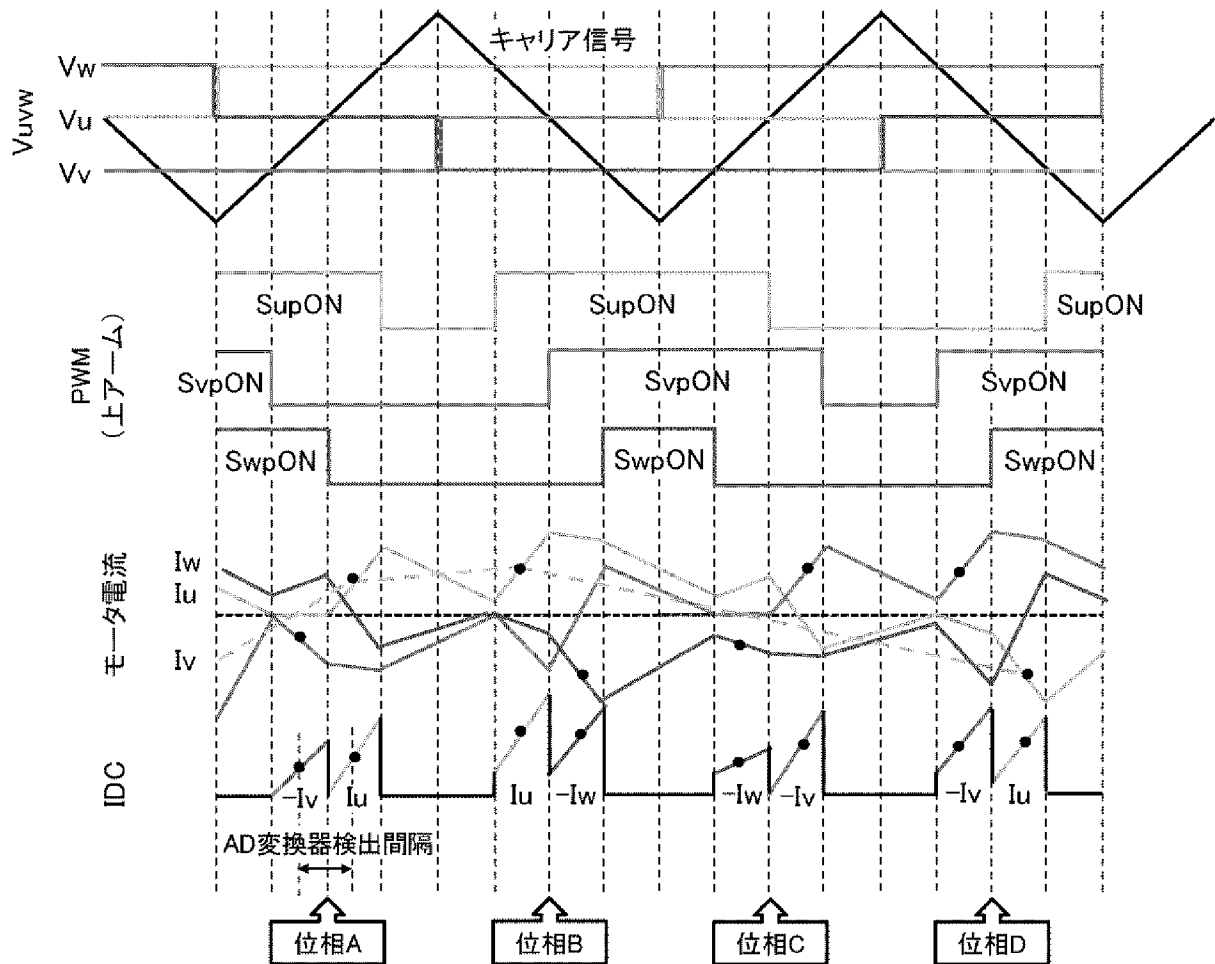 キャリア信号
Vuvw
Vw
Vu
Vv
PWM
(上アーム)
SupON
SupON
SupON
SvpON
SvpON
SvpON
SwpON
SwpON
SwpON
モータ電流
Iw
Iu
Iv
IDC
-Iv
Iu
Iu
-Iw
-Iw
-Iv
-Iv
Iu
AD変換器検出間隔
位相A
位相B
位相C
位相D